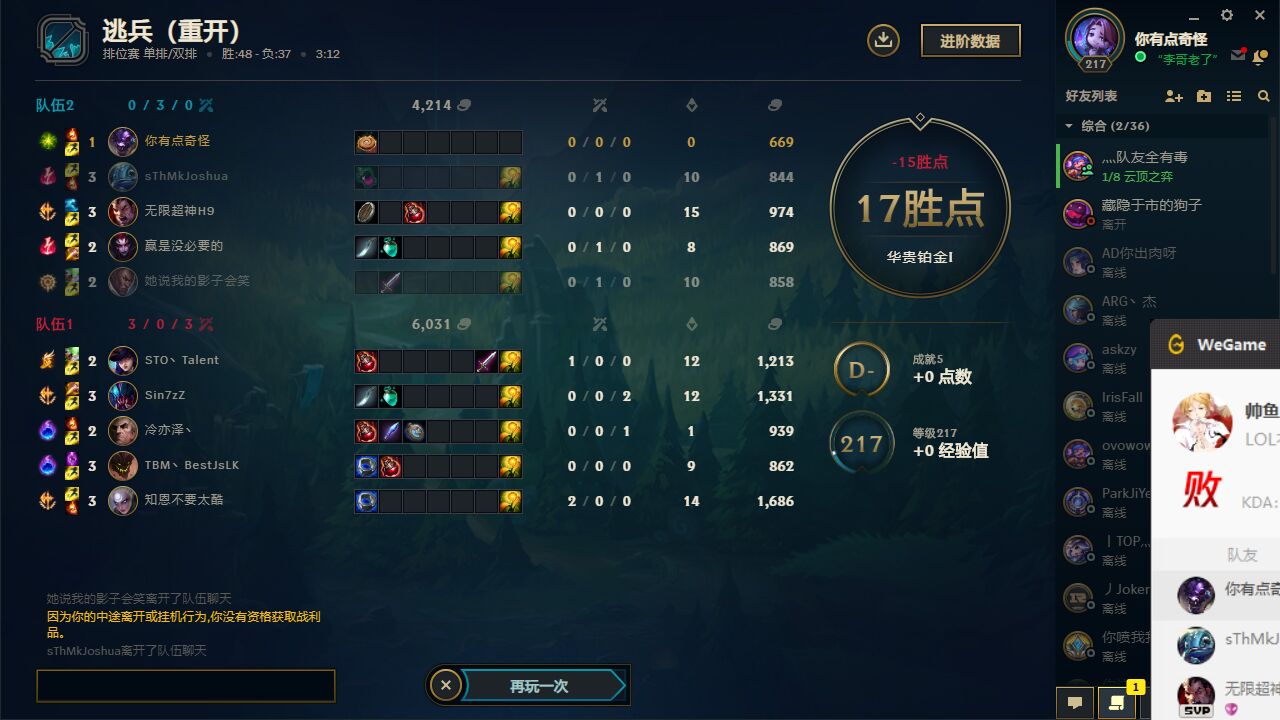 逃兵（重开）
排位赛 单排/双排 • 胜:48 - 负:37 • 3:12
进阶数据
队伍2 0 / 3 / 0 4,214
1 你有点奇怪 0 / 0 / 0 0 669
3 sThMkJoshua 0 / 1 / 0 10 844
3 无限超神H9 0 / 0 / 0 15 974
2 赢是没必要的 0 / 1 / 0 8 869
2 她说我的影子会笑 0 / 1 / 0 10 858
队伍1 3 / 0 / 3 6,031
2 STO丶Talent 1 / 0 / 0 12 1,213
3 Sin7zZ 0 / 0 / 2 12 1,331
2 冷亦泽丶 0 / 0 / 1 1 939
3 TBM丶BestJsLK 0 / 0 / 0 9 862
3 知恩不要太酷 2 / 0 / 0 14 1,686
-15胜点
17胜点
华贵铂金I
D-
成就5
+0 点数
217
等级217
+0 经验值
她说我的影子会笑离开了队伍聊天
因为你的中途离开或挂机行为,你没有资格获取战利
品。
sThMkJoshua离开了队伍聊天
再玩一次
217
你有点奇怪
“李哥老了”
好友列表
综合 (2/36)
灬队友全有毒
1/8 云顶之弈
藏隐于市的狗子
离开
AD你出肉呀
离线
ARG丶杰
离线
askzy
离线
IrisFall
离线
ovowow
离线
ParkJiYe
离线
丨TOP灬
离线
丿Joker
离线
你喷我我
离线
1
WeGame
帅鱼
LOL
败
KDA:
队友
你有点奇
sThMkJ
无限超神
SVP